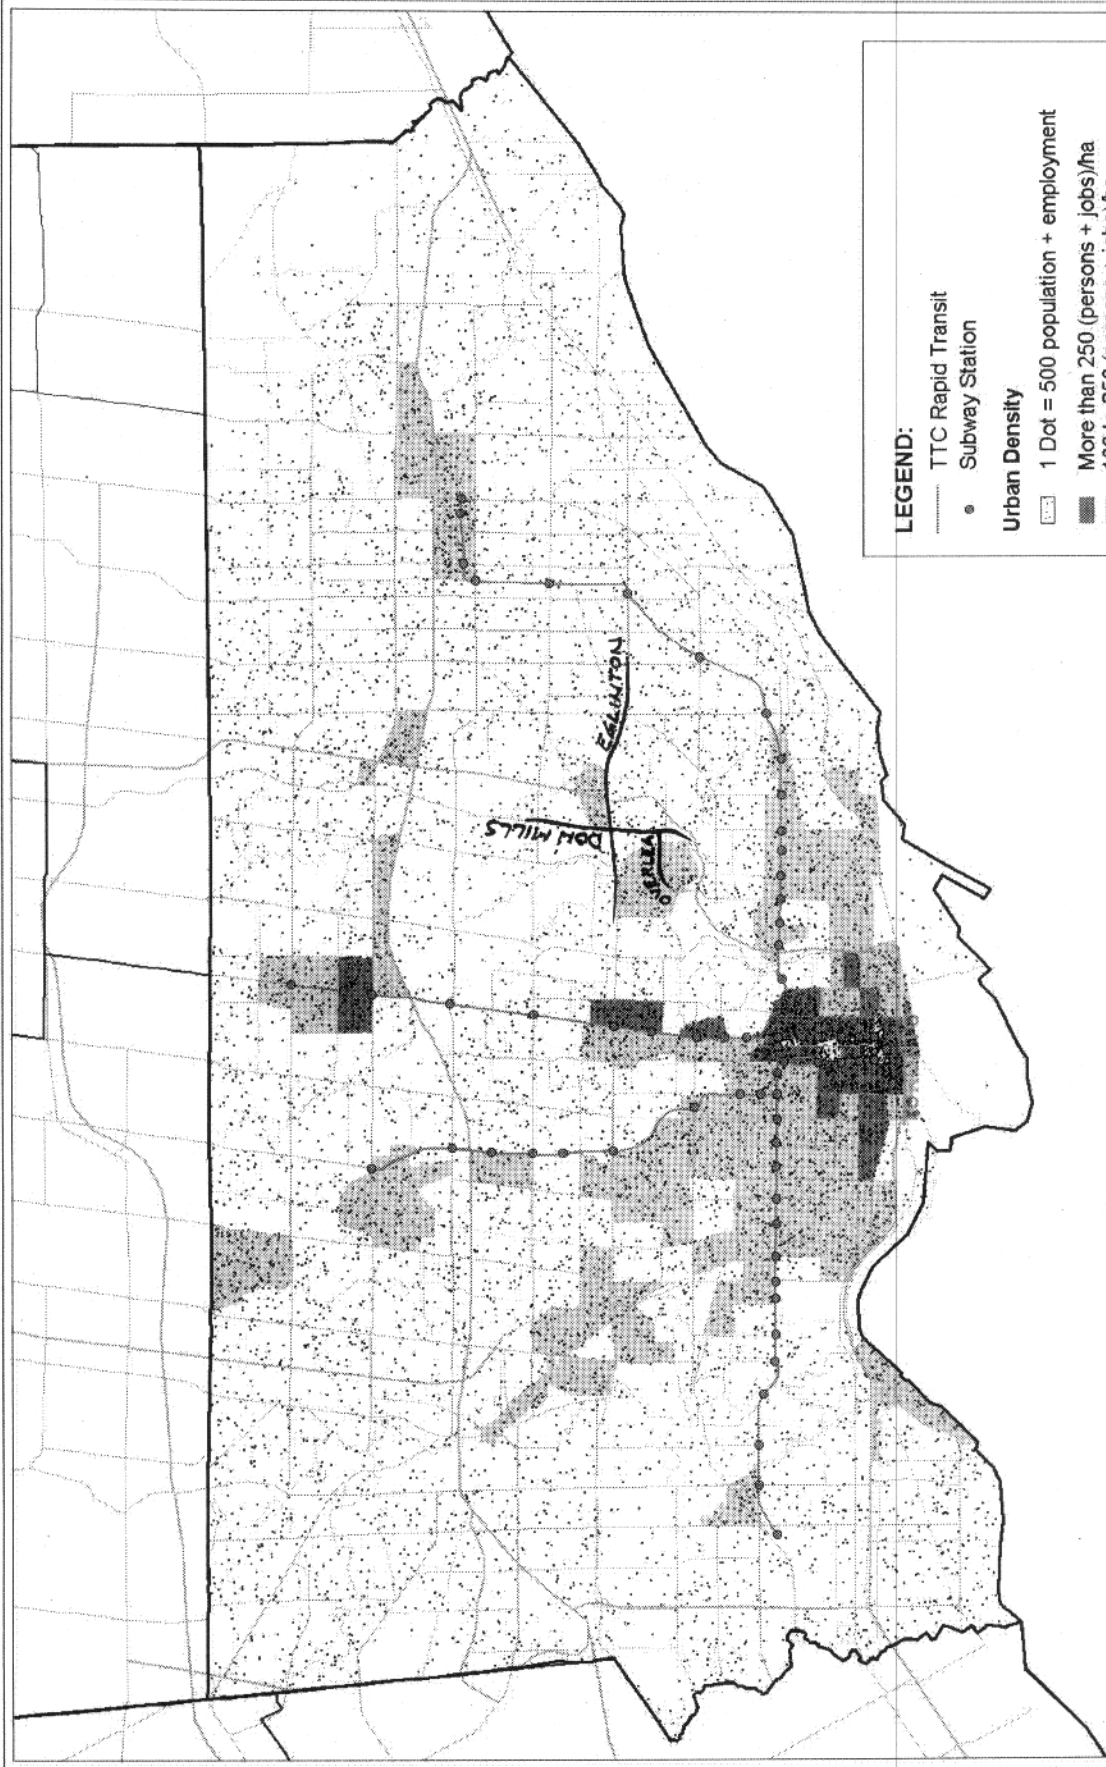 LEGEND:
TTC Rapid Transit
Subway Station
Urban Density
1 Dot = 500 population + employment
More than 250 (persons + jobs)/ha
EGLINTON
DON MILLS
OVERLEA